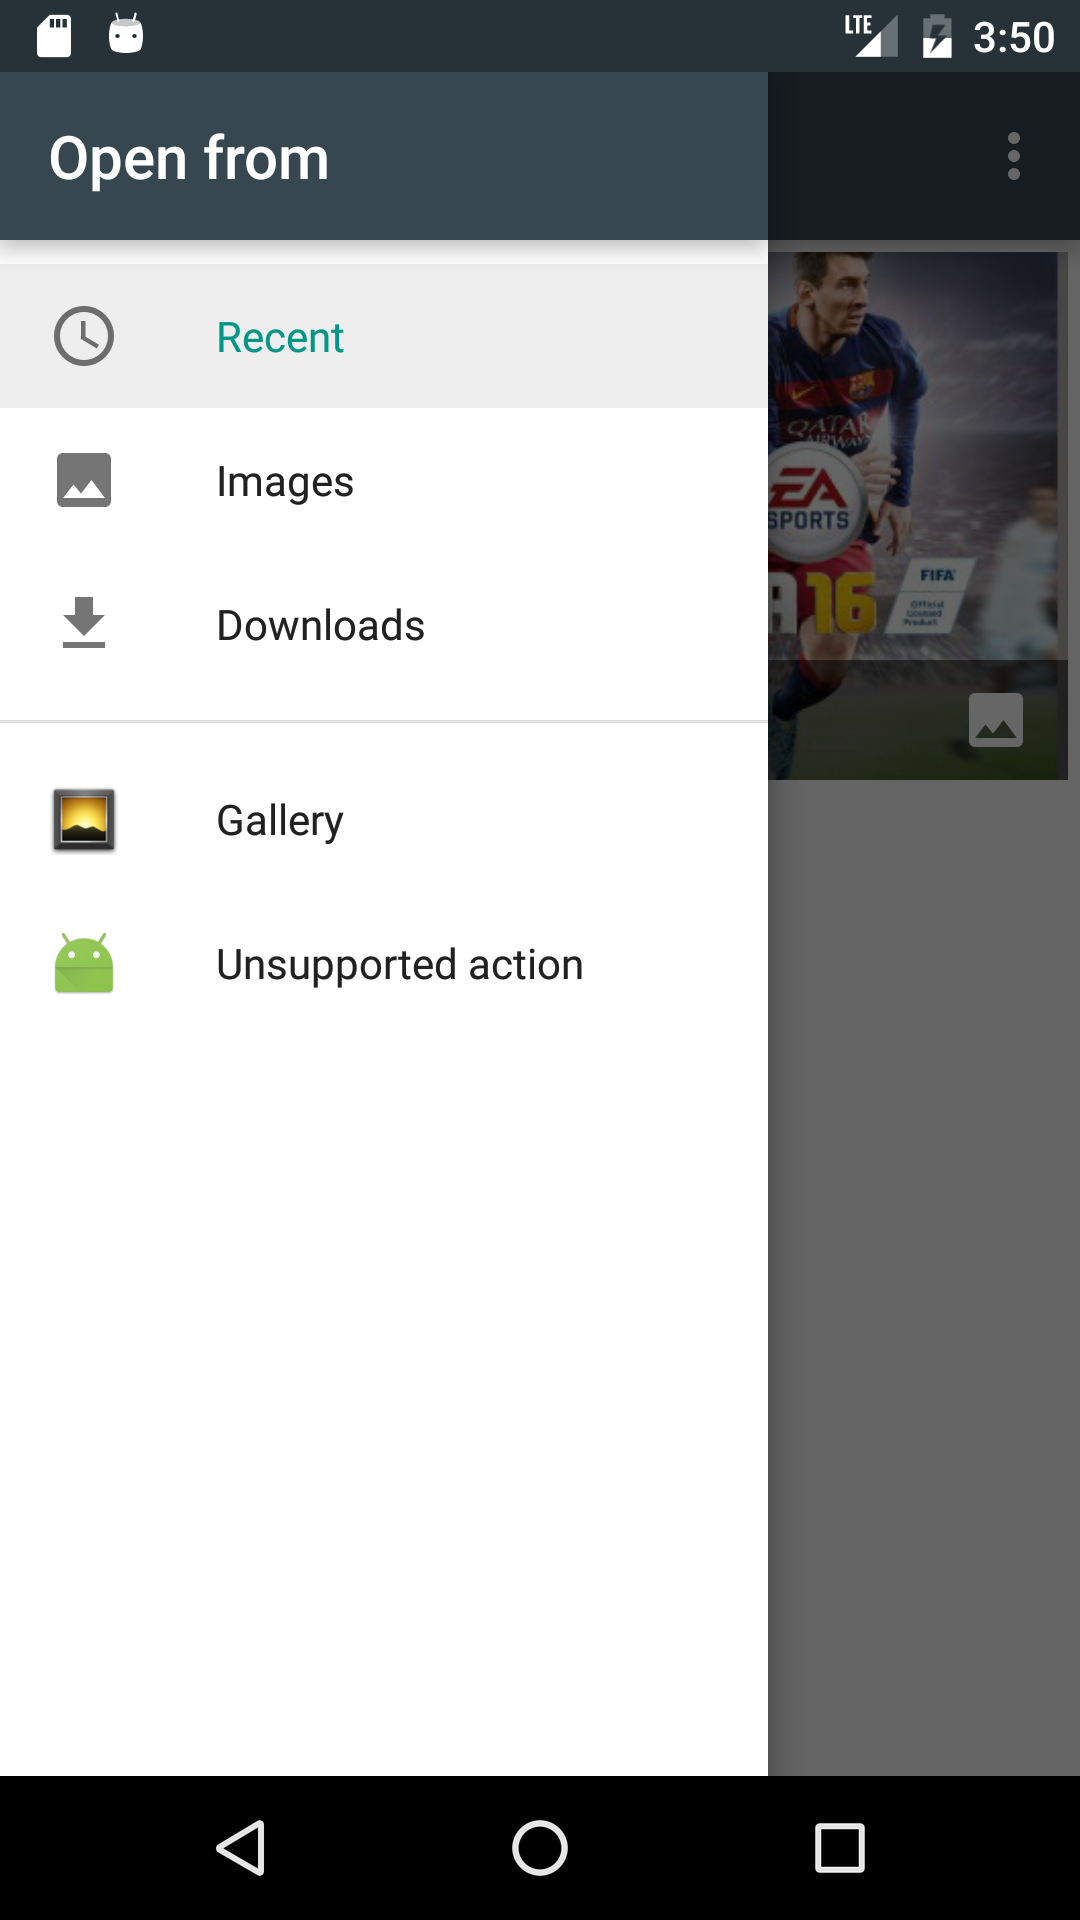 LTE 3:50
Open from
Recent
Images
Downloads
Gallery
Unsupported action
QATAR
AIRWAYS
EA
SPORTS
FIFA
Official
Licensed
Product
A 16